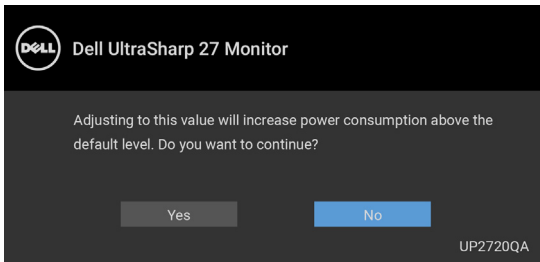 DELL
Dell UltraSharp 27 Monitor
Adjusting to this value will increase power consumption above the
default level. Do you want to continue?
Yes
No
UP2720QA